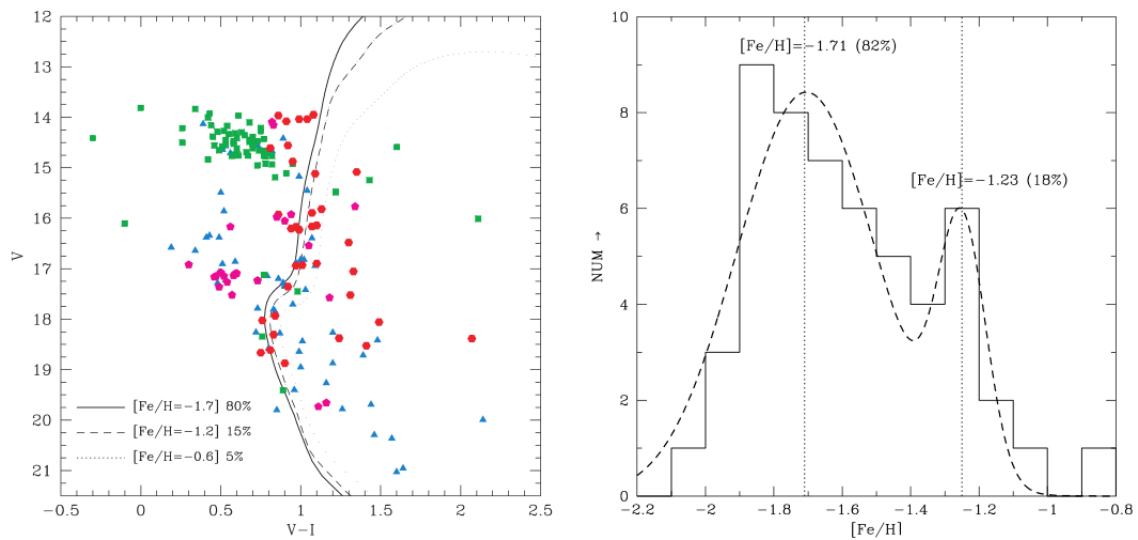 12
13
14
15
16
17
18
19
20
21
V
[Fe/H=−1.7] 80%
[Fe/H=−1.2] 15%
[Fe/H=−0.6] 5%
−0.5 0 0.5 1 1.5 2 2.5
V−I
10
8
6
4
2
0
NUM →
[Fe/H]=−1.71 (82%)
[Fe/H]=−1.23 (18%)
−2.2 −2 −1.8 −1.6 −1.4 −1.2 −1 −0.8
[Fe/H]